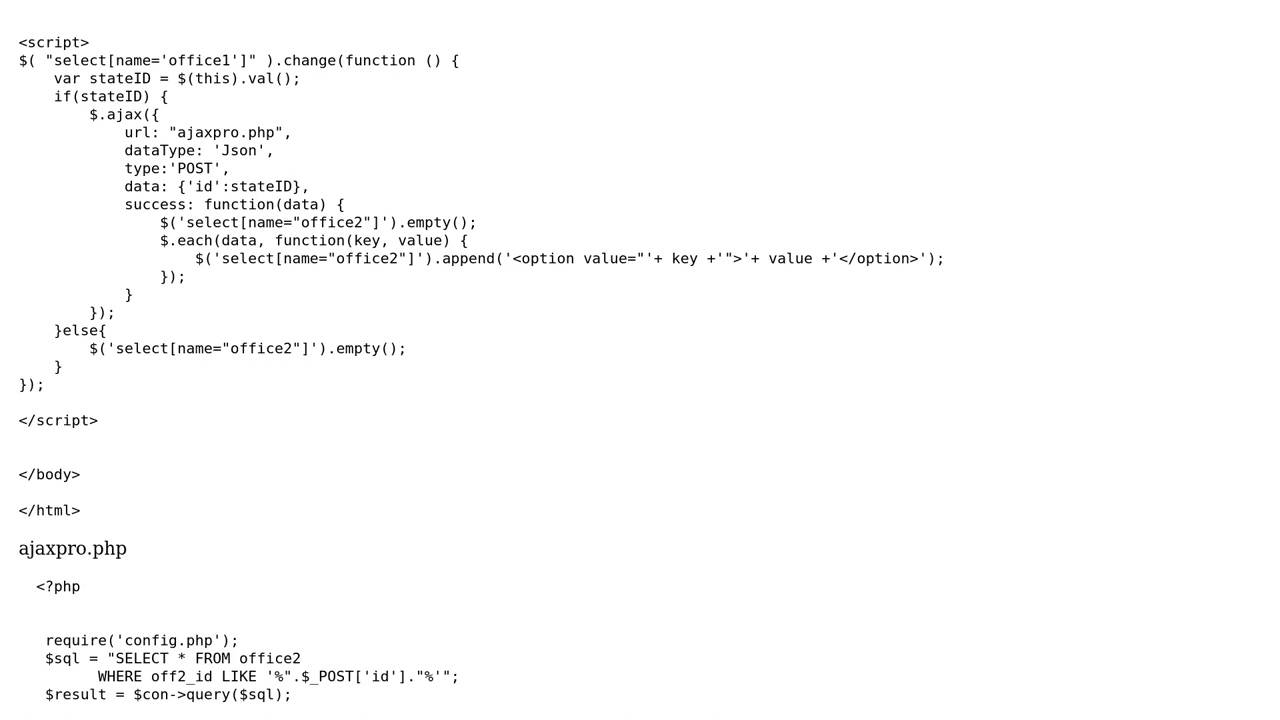 <script>
$( "select[name='office1']" ).change(function () {
    var stateID = $(this).val();
    if(stateID) {
        $.ajax({
            url: "ajaxpro.php",
            dataType: 'Json',
            type:'POST',
            data: {'id':stateID},
            success: function(data) {
                $('select[name="office2"]').empty();
                $.each(data, function(key, value) {
                    $('select[name="office2"]').append('<option value="'+ key +'">'+ value +'</option>');
                });
            }
        });
    }else{
        $('select[name="office2"]').empty();
    }
});
</script>
</body>
</html>
ajaxpro.php
  <?php
   require('config.php');
   $sql = "SELECT * FROM office2
         WHERE off2_id LIKE '%".$_POST['id']."%'";
   $result = $con->query($sql);